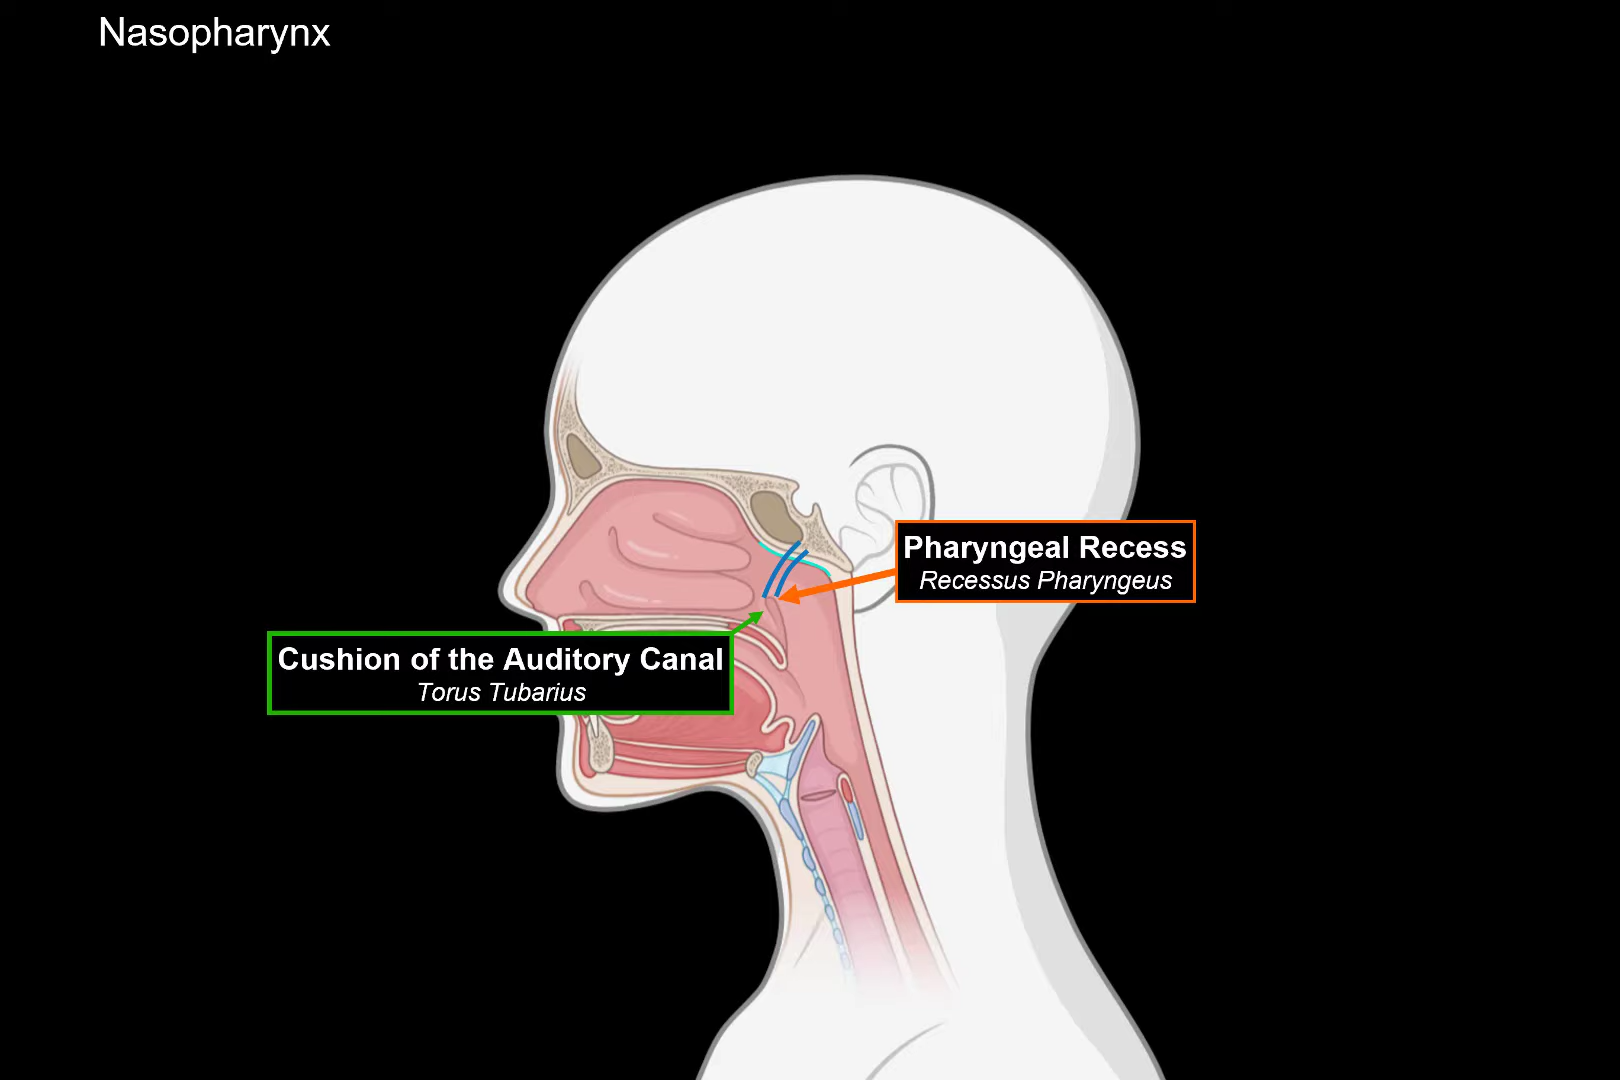 Nasopharynx
Pharyngeal Recess
Recessus Pharyngeus
Cushion of the Auditory Canal
Torus Tubarius